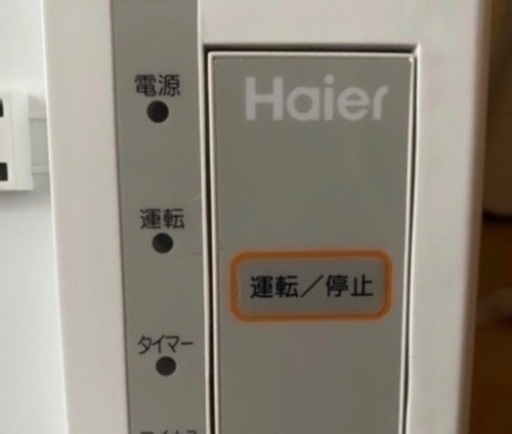 電源
Haier
運転
運転／停止
タイマー